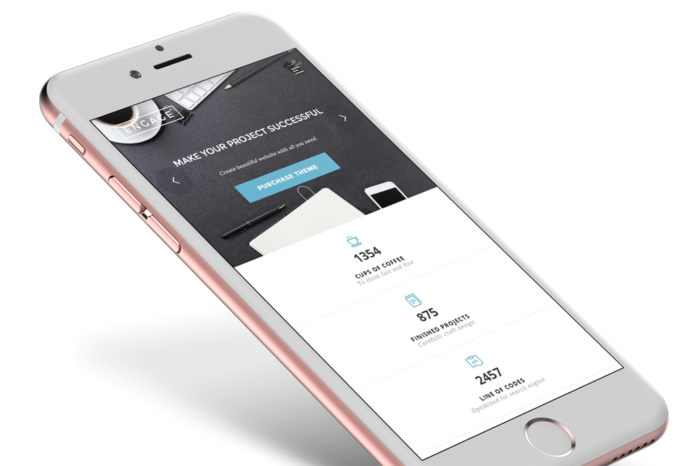 ENGAGE
MAKE YOUR PROJECT SUCCESSFUL
Create beautiful website with all you need.
PURCHASE THEME
1354
CUPS OF COFFEE
To think fast and fine
875
FINISHED PROJECTS
Carefully craft design
2457
LINE OF CODES
Optimized for search engine